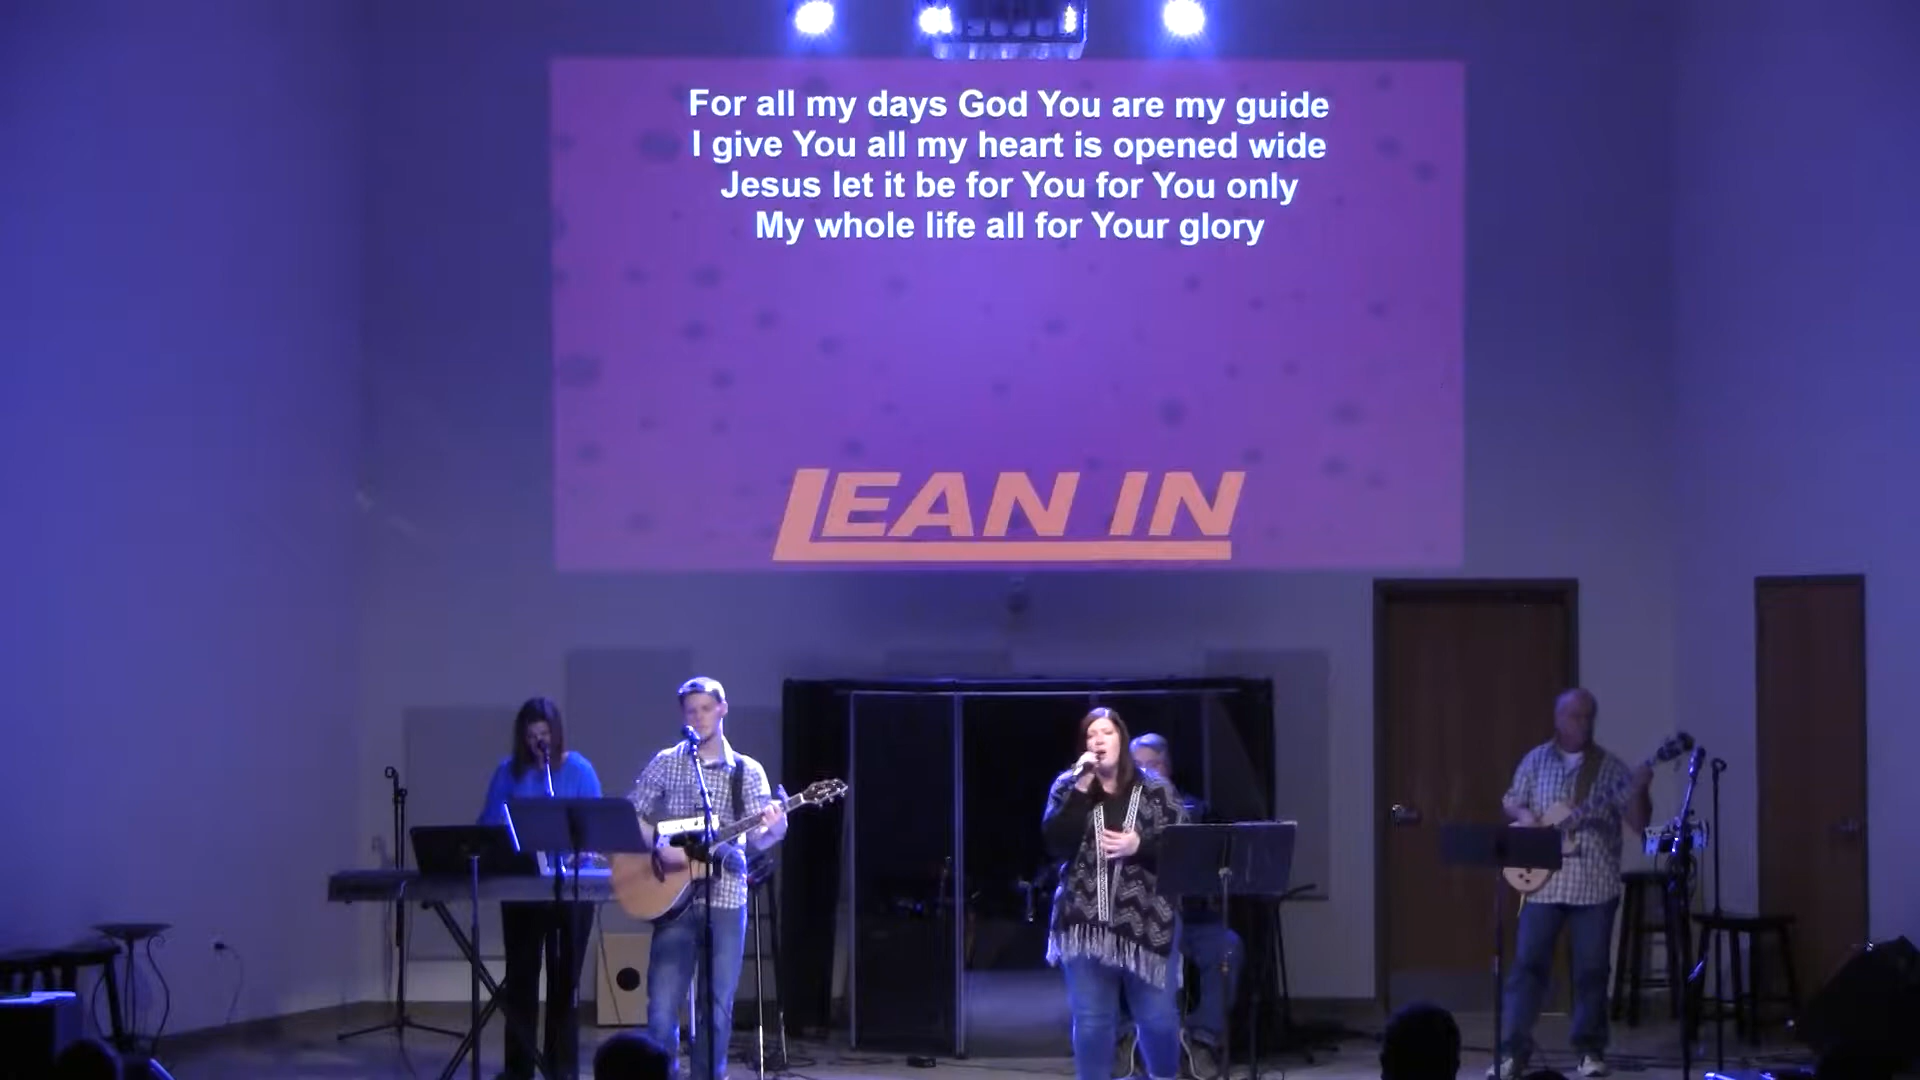 For all my days God You are my guide
I give You all my heart is opened wide
Jesus let it be for You for You only
My whole life all for Your glory
LEAN IN